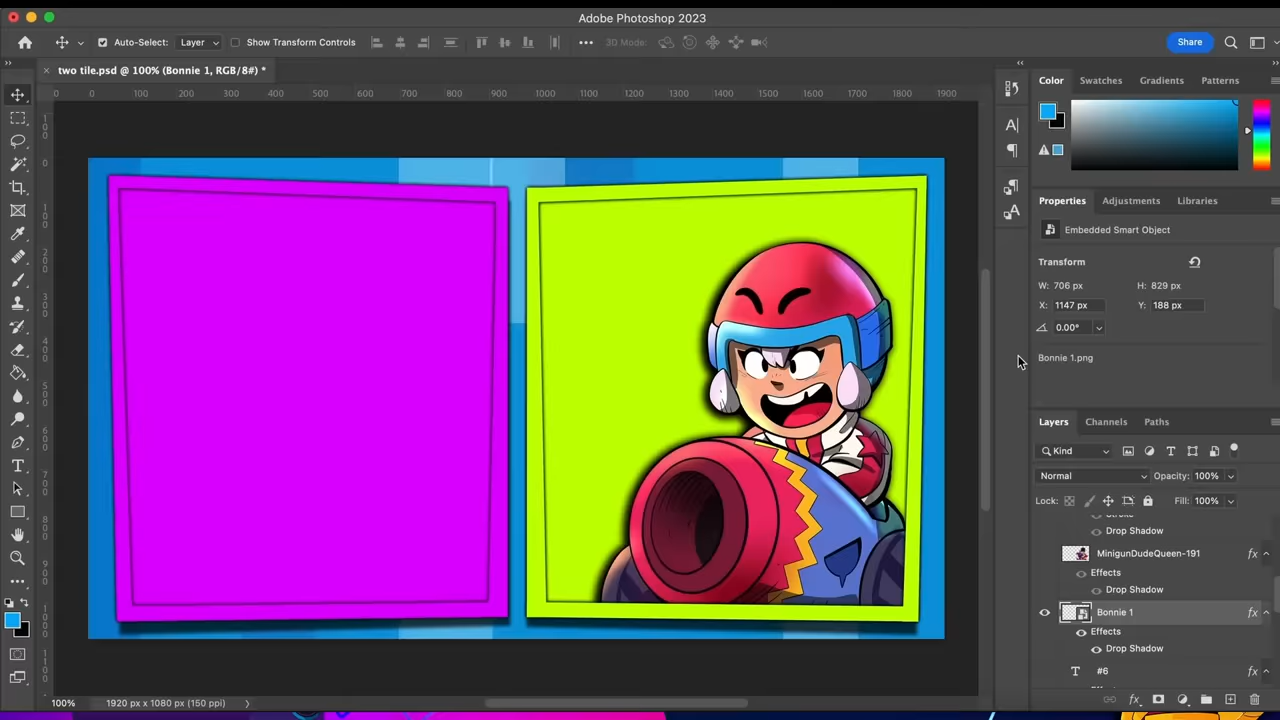 Adobe Photoshop 2023
Auto-Select: Layer Show Transform Controls 3D Mode: Share
two tile.psd @ 100% (Bonnie 1, RGB/8#) *
Color Swatches Gradients Patterns
0 0 100 200 300 400 500 600 700 800 900 1000 1100 1200 1300 1400 1500 1600 1700 1800 1900
Properties Adjustments Libraries
Embedded Smart Object
Transform
W: 706 px H: 829 px
X: 1147 px Y: 188 px
0.00°
Bonnie 1.png
Layers Channels Paths
Kind
Normal Opacity: 100%
Lock: Fill: 100%
Drop Shadow
MinigunDudeQueen-191 fx
Effects
Drop Shadow
Bonnie 1 fx
Effects
Drop Shadow
T #6 fx
100% 1920 px x 1080 px (150 ppi)